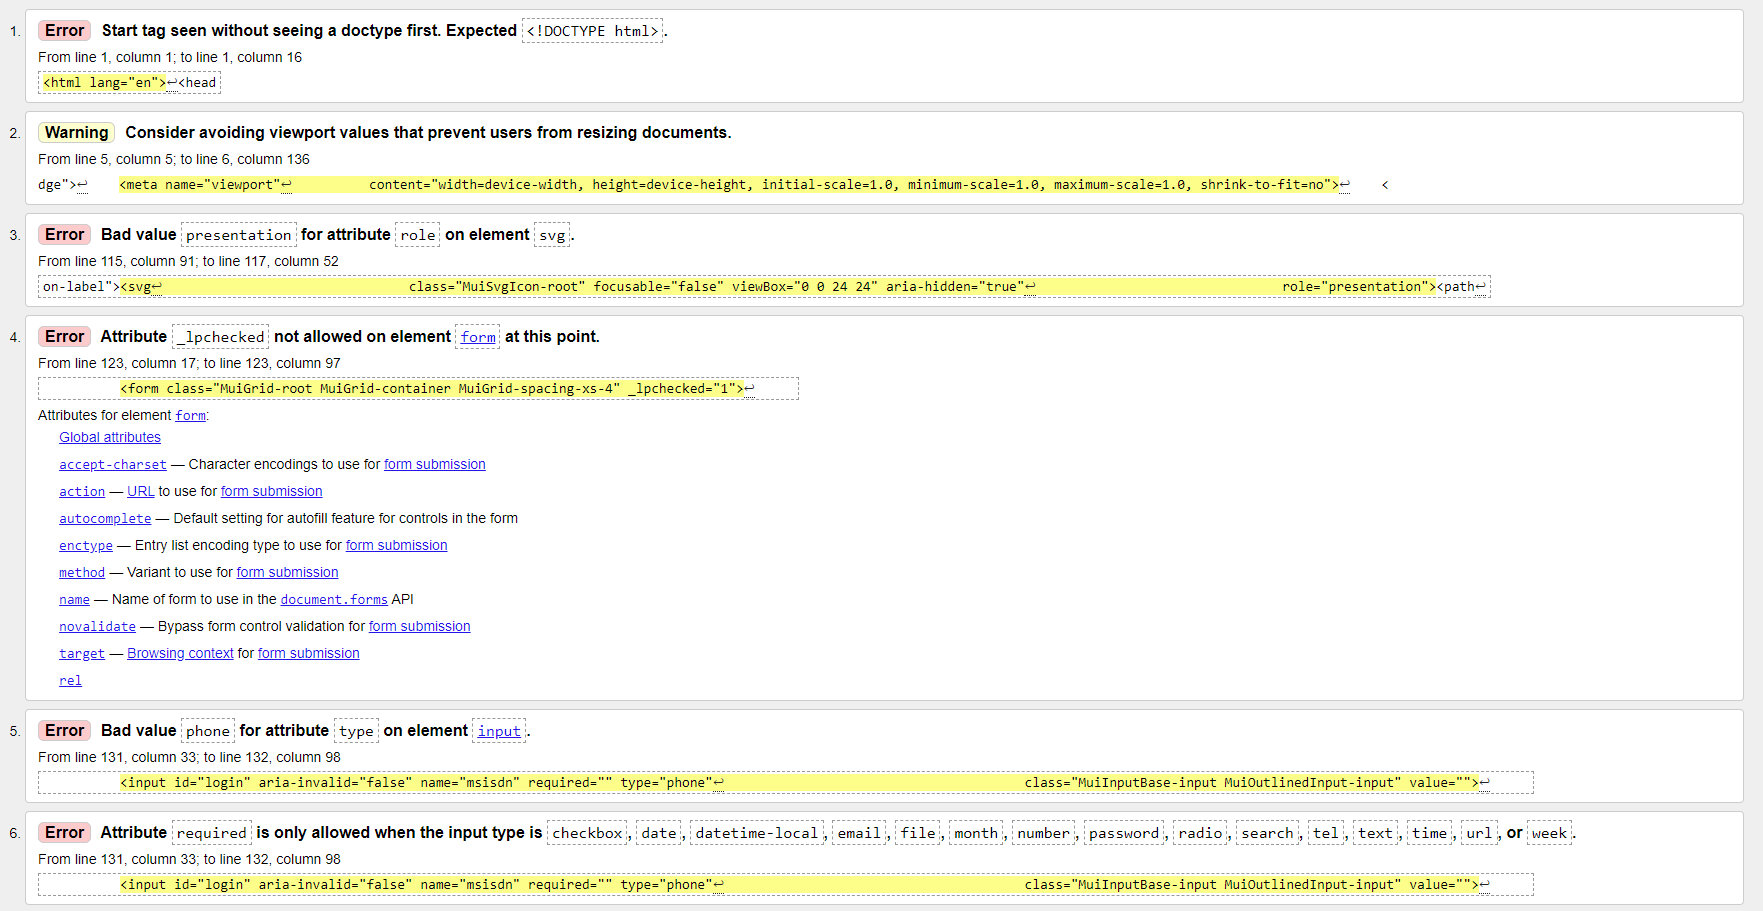 1. Error Start tag seen without seeing a doctype first. Expected <!DOCTYPE html>.
From line 1, column 1; to line 1, column 16
<html lang="en">↩<head
2. Warning Consider avoiding viewport values that prevent users from resizing documents.
From line 5, column 5; to line 6, column 136
dge">↩ <meta name="viewport"↩ content="width=device-width, height=device-height, initial-scale=1.0, minimum-scale=1.0, maximum-scale=1.0, shrink-to-fit=no">↩ <
3. Error Bad value presentation for attribute role on element svg.
From line 115, column 91; to line 117, column 52
on-label"><svg↩ class="MuiSvgIcon-root" focusable="false" viewBox="0 0 24 24" aria-hidden="true"↩ role="presentation"><path↩
4. Error Attribute _lpchecked not allowed on element form at this point.
From line 123, column 17; to line 123, column 97
<form class="MuiGrid-root MuiGrid-container MuiGrid-spacing-xs-4" _lpchecked="1">↩
Attributes for element form:
Global attributes
accept-charset — Character encodings to use for form submission
action — URL to use for form submission
autocomplete — Default setting for autofill feature for controls in the form
enctype — Entry list encoding type to use for form submission
method — Variant to use for form submission
name — Name of form to use in the document.forms API
novalidate — Bypass form control validation for form submission
target — Browsing context for form submission
rel
5. Error Bad value phone for attribute type on element input.
From line 131, column 33; to line 132, column 98
<input id="login" aria-invalid="false" name="msisdn" required="" type="phone"↩ class="MuiInputBase-input MuiOutlinedInput-input" value="">↩
6. Error Attribute required is only allowed when the input type is checkbox, date, datetime-local, email, file, month, number, password, radio, search, tel, text, time, url, or week.
From line 131, column 33; to line 132, column 98
<input id="login" aria-invalid="false" name="msisdn" required="" type="phone"↩ class="MuiInputBase-input MuiOutlinedInput-input" value="">↩